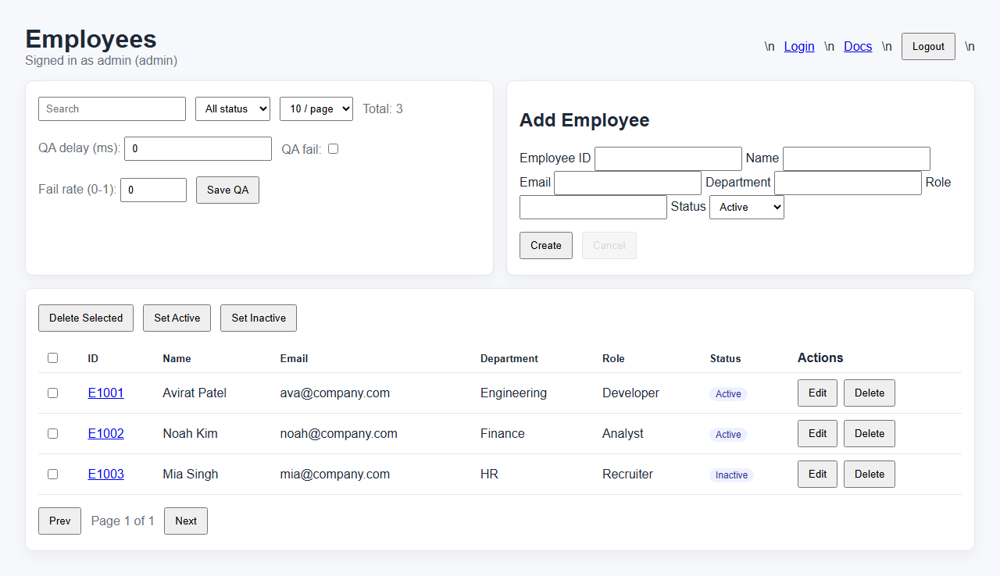 Employees
Signed in as admin (admin)
\n Login \n Docs \n Logout \n
Search All status 10 / page Total: 3
QA delay (ms): 0 QA fail:
Fail rate (0-1): 0 Save QA
Add Employee
Employee ID Name
Email Department Role
Status Active
Create Cancel
Delete Selected Set Active Set Inactive
ID Name Email Department Role Status Actions
E1001 Avirat Patel ava@company.com Engineering Developer Active Edit Delete
E1002 Noah Kim noah@company.com Finance Analyst Active Edit Delete
E1003 Mia Singh mia@company.com HR Recruiter Inactive Edit Delete
Prev Page 1 of 1 Next